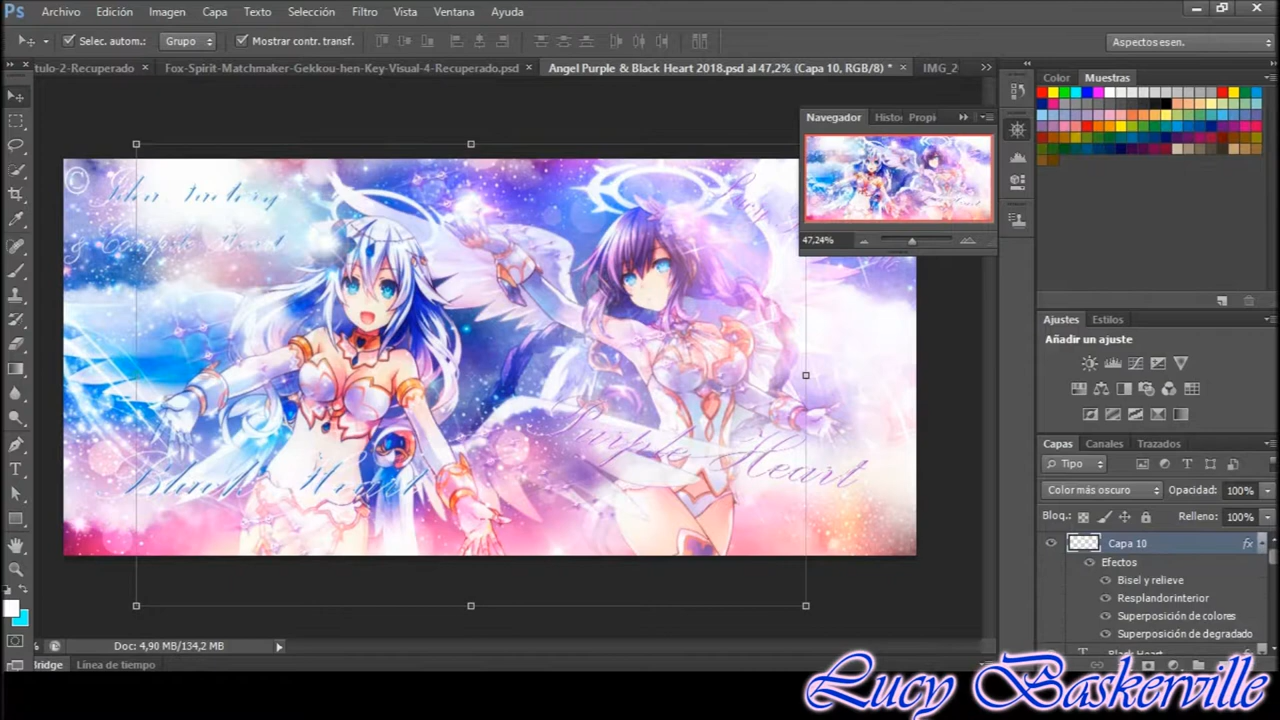 Ps Archivo Edición Imagen Capa Texto Selección Filtro Vista Ventana Ayuda
Selec. autom.: Grupo Mostrar contr. transf. Aspectos esen.
tulo-2-Recuperado × Fox-Spirit-Matchmaker-Gekkou-hen-Key-Visual-4-Recuperado.psd × Angel Purple & Black Heart 2018.psd al 47,2% (Capa 10, RGB/8) * × IMG_2
Color Muestras
Navegador Histo Propi
47,24%
©
Purple Heart
Black Heart
Ajustes Estilos
Añadir un ajuste
Capas Canales Trazados
Tipo
Color más oscuro Opacidad: 100%
Bloq.: Relleno: 100%
Capa 10 fx
Efectos
Bisel y relieve
Resplandor interior
Superposición de colores
Superposición de degradado
Black Heart
% Doc: 4,90 MB/134,2 MB
Bridge Línea de tiempo
Lucy Baskerville